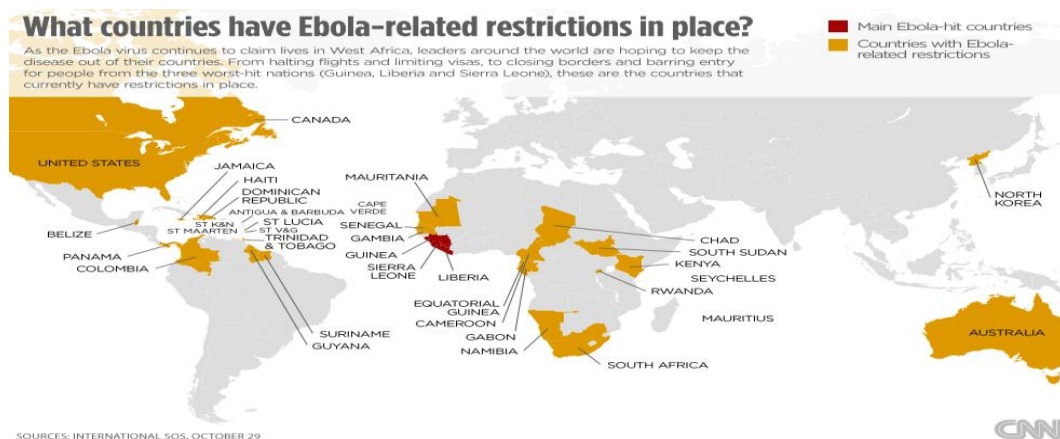 What countries have Ebola-related restrictions in place?
As the Ebola virus continues to claim lives in West Africa, leaders around the world are hoping to keep the
disease out of their countries. From halting flights and limiting visas, to closing borders and barring entry
for people from the three worst-hit nations (Guinea, Liberia and Sierra Leone), these are the countries that
currently have restrictions in place.
Main Ebola-hit countries
Countries with Ebola-
related restrictions
CANADA
UNITED STATES
JAMAICA
HAITI
DOMINICAN
REPUBLIC
ANTIGUA & BARBUDA
ST K&N
ST LUCIA
ST MAARTEN
ST V&G
TRINIDAD
& TOBAGO
BELIZE
PANAMA
COLOMBIA
SURINAME
GUYANA
MAURITANIA
CAPE
VERDE
SENEGAL
GAMBIA
GUINEA
SIERRA
LEONE
LIBERIA
CHAD
SOUTH SUDAN
KENYA
SEYCHELLES
RWANDA
EQUATORIAL
GUINEA
CAMEROON
GABON
NAMIBIA
MAURITIUS
SOUTH AFRICA
NORTH
KOREA
AUSTRALIA
SOURCES: INTERNATIONAL SOS, OCTOBER 29
CNN